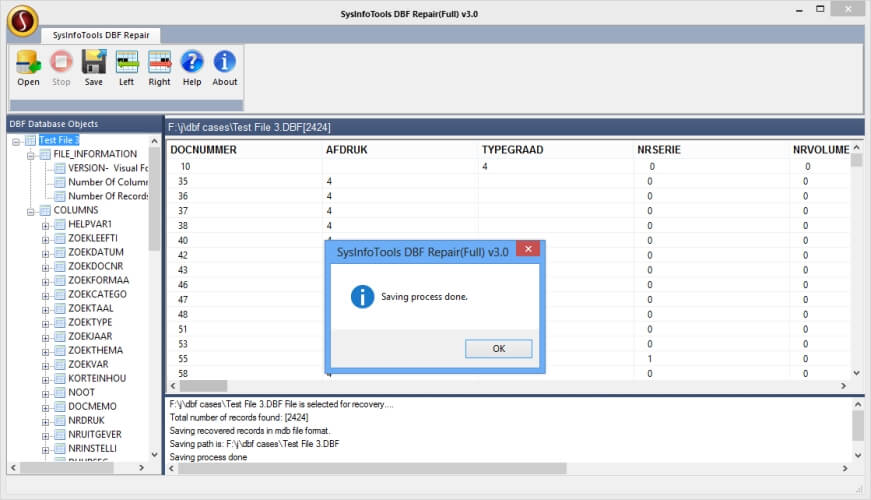 SysInfoTools DBF Repair(Full) v3.0
SysInfoTools DBF Repair
Open Stop Save Left Right Help About
DBF Database Objects
Test File 3
FILE_INFORMATION
VERSION- Visual Fo
Number Of Column
Number Of Records
COLUMNS
HELPVAR1
ZOEKLEEFTI
ZOEKDATUM
ZOEKDOCNR
ZOEKFORMAA
ZOEKCATEGO
ZOEKTAAL
ZOEKTYPE
ZOEKJAAR
ZOEKTHEMA
ZOEKVAR
KORTEINHOU
NOOT
DOCMEMO
NRDRUK
NRUITGEVER
NRINSTELLI
F:\j\dbf cases\Test File 3.DBF[2424]
DOCNUMMER AFDRUK TYPEGRAAD NRSERIE NRVOLUME
10 4 0 0
35 4 0 0
36 4 0 0
37 4 0 0
38 4 0 0
40 4 0 0
42 0 0
43 0 0
46 0 0
47 0 0
48 0 0
51 0 0
53 0 0
55 1 0
58 4 0 0
SysInfoTools DBF Repair(Full) v3.0
Saving process done.
OK
F:\j\dbf cases\Test File 3.DBF File is selected for recovery....
Total number of records found: [2424]
Saving recovered records in mdb file format.
Saving path is: F:\j\dbf cases\Test File 3.DBF
Saving process done